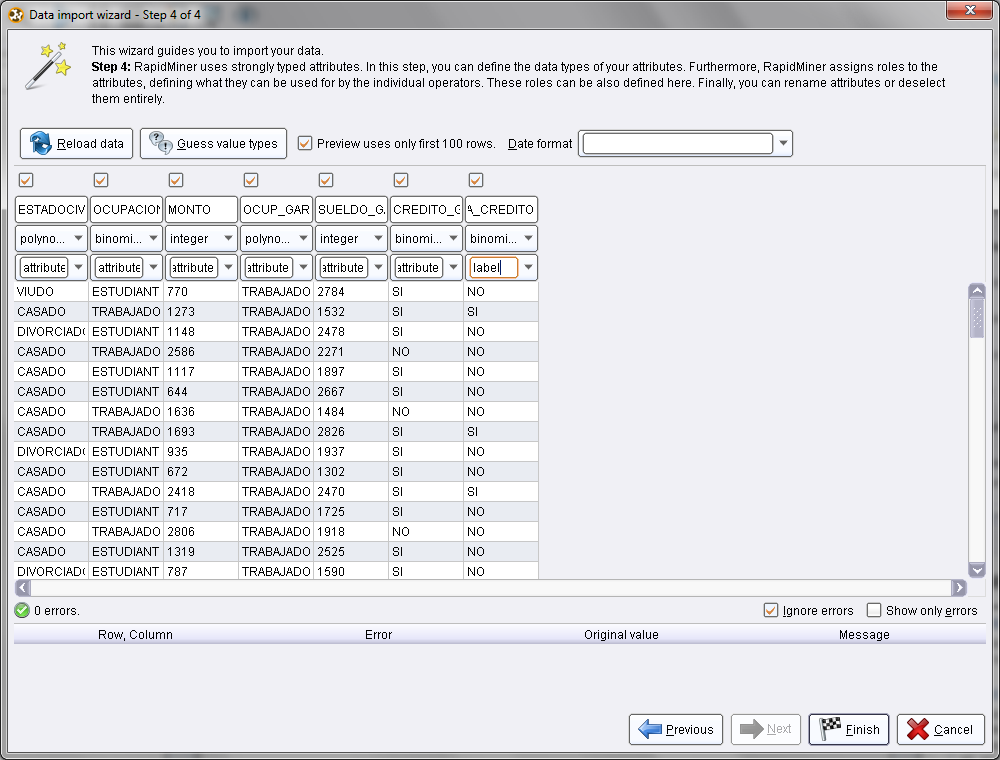 Data import wizard - Step 4 of 4
This wizard guides you to import your data.
Step 4: RapidMiner uses strongly typed attributes. In this step, you can define the data types of your attributes. Furthermore, RapidMiner assigns roles to the
attributes, defining what they can be used for by the individual operators. These roles can be also defined here. Finally, you can rename attributes or deselect
them entirely.
Reload data Guess value types Preview uses only first 100 rows. Date format
ESTADOCIV OCUPACION MONTO OCUP_GAR SUELDO_GA CREDITO_G A_CREDITO
polyno... binomi... integer polyno... integer binomi... binomi...
attribute attribute attribute attribute attribute attribute label
VIUDO ESTUDIANT 770 TRABAJADO 2784 SI NO
CASADO TRABAJADO 1273 TRABAJADO 1532 SI SI
DIVORCIADO ESTUDIANT 1148 TRABAJADO 2478 SI NO
CASADO TRABAJADO 2586 TRABAJADO 2271 NO NO
CASADO ESTUDIANT 1117 TRABAJADO 1897 SI NO
CASADO ESTUDIANT 644 TRABAJADO 2667 SI NO
CASADO TRABAJADO 1636 TRABAJADO 1484 NO NO
CASADO TRABAJADO 1693 TRABAJADO 2826 SI SI
DIVORCIADO ESTUDIANT 935 TRABAJADO 1937 SI NO
CASADO ESTUDIANT 672 TRABAJADO 1302 SI NO
CASADO TRABAJADO 2418 TRABAJADO 2470 SI SI
CASADO ESTUDIANT 717 TRABAJADO 1725 SI NO
CASADO TRABAJADO 2806 TRABAJADO 1918 NO NO
CASADO ESTUDIANT 1319 TRABAJADO 2525 SI NO
DIVORCIADO ESTUDIANT 787 TRABAJADO 1590 SI NO
0 errors. Ignore errors Show only errors
Row, Column Error Original value Message
Previous Next Finish Cancel